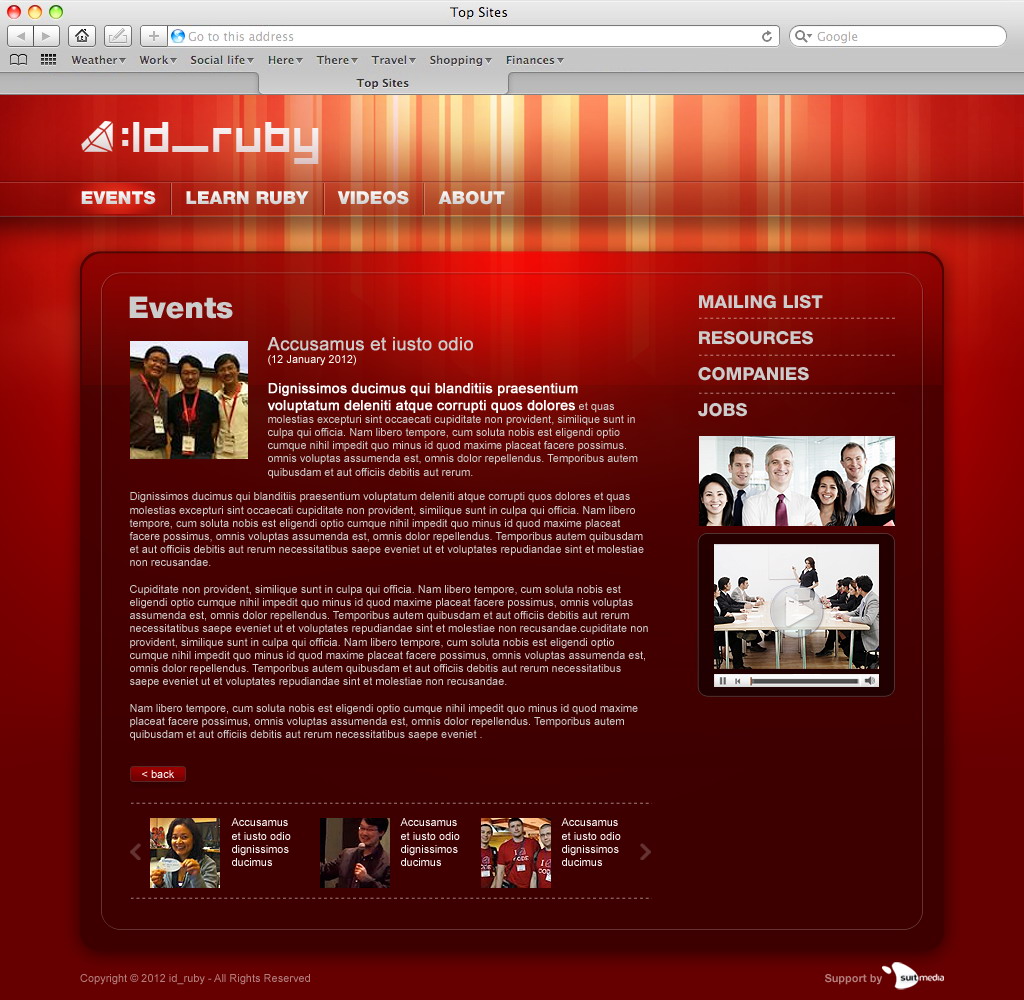 Top Sites
Go to this address
Google
Weather Work Social life Here There Travel Shopping Finances
Top Sites
:Id_ruby
EVENTS LEARN RUBY VIDEOS ABOUT
Events
Accusamus et iusto odio
(12 January 2012)
Dignissimos ducimus qui blanditiis praesentium
voluptatum deleniti atque corrupti quos dolores et quas
molestias excepturi sint occaecati cupiditate non provident, similique sunt in
culpa qui officia. Nam libero tempore, cum soluta nobis est eligendi optio
cumque nihil impedit quo minus id quod maxime placeat facere possimus,
omnis voluptas assumenda est, omnis dolor repellendus. Temporibus autem
quibusdam et aut officiis debitis aut rerum.
Dignissimos ducimus qui blanditiis praesentium voluptatum deleniti atque corrupti quos dolores et quas
molestias excepturi sint occaecati cupiditate non provident, similique sunt in culpa qui officia. Nam libero
tempore, cum soluta nobis est eligendi optio cumque nihil impedit quo minus id quod maxime placeat
facere possimus, omnis voluptas assumenda est, omnis dolor repellendus. Temporibus autem quibusdam
et aut officiis debitis aut rerum necessitatibus saepe eveniet ut et voluptates repudiandae sint et molestiae
non recusandae.
Cupiditate non provident, similique sunt in culpa qui officia. Nam libero tempore, cum soluta nobis est
eligendi optio cumque nihil impedit quo minus id quod maxime placeat facere possimus, omnis voluptas
assumenda est, omnis dolor repellendus. Temporibus autem quibusdam et aut officiis debitis aut rerum
necessitatibus saepe eveniet ut et voluptates repudiandae sint et molestiae non recusandae.cupiditate non
provident, similique sunt in culpa qui officia. Nam libero tempore, cum soluta nobis est eligendi optio
cumque nihil impedit quo minus id quod maxime placeat facere possimus, omnis voluptas assumenda est,
omnis dolor repellendus. Temporibus autem quibusdam et aut officiis debitis aut rerum necessitatibus
saepe eveniet ut et voluptates repudiandae sint et molestiae non recusandae.
Nam libero tempore, cum soluta nobis est eligendi optio cumque nihil impedit quo minus id quod maxime
placeat facere possimus, omnis voluptas assumenda est, omnis dolor repellendus. Temporibus autem
quibusdam et aut officiis debitis aut rerum necessitatibus saepe eveniet .
< back
Accusamus
et iusto odio
dignissimos
ducimus
Accusamus
et iusto odio
dignissimos
ducimus
Accusamus
et iusto odio
dignissimos
ducimus
MAILING LIST
RESOURCES
COMPANIES
JOBS
Copyright © 2012 id_ruby - All Rights Reserved
Support by suitmedia